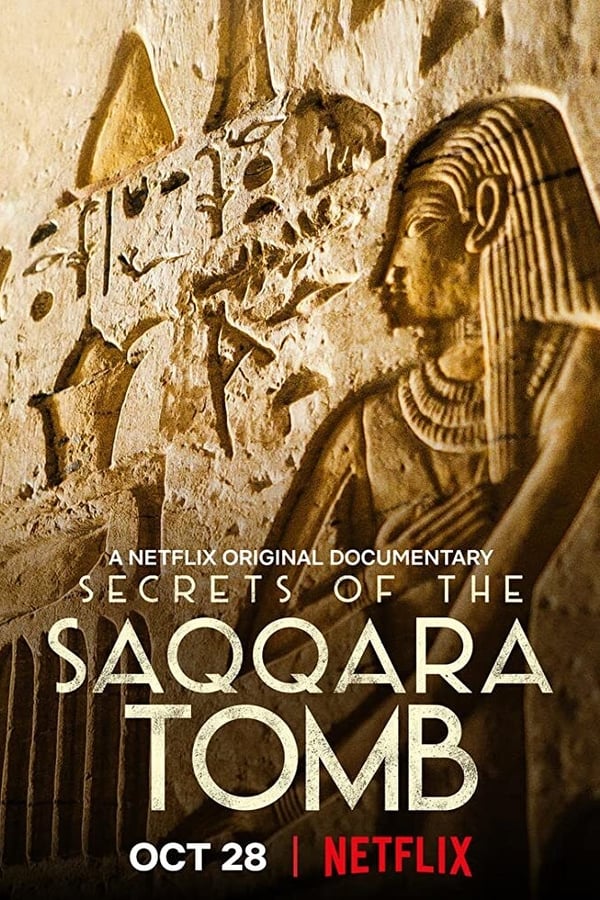 A NETFLIX ORIGINAL DOCUMENTARY
SECRETS OF THE
SAQQARA
TOMB
OCT 28 | NETFLIX